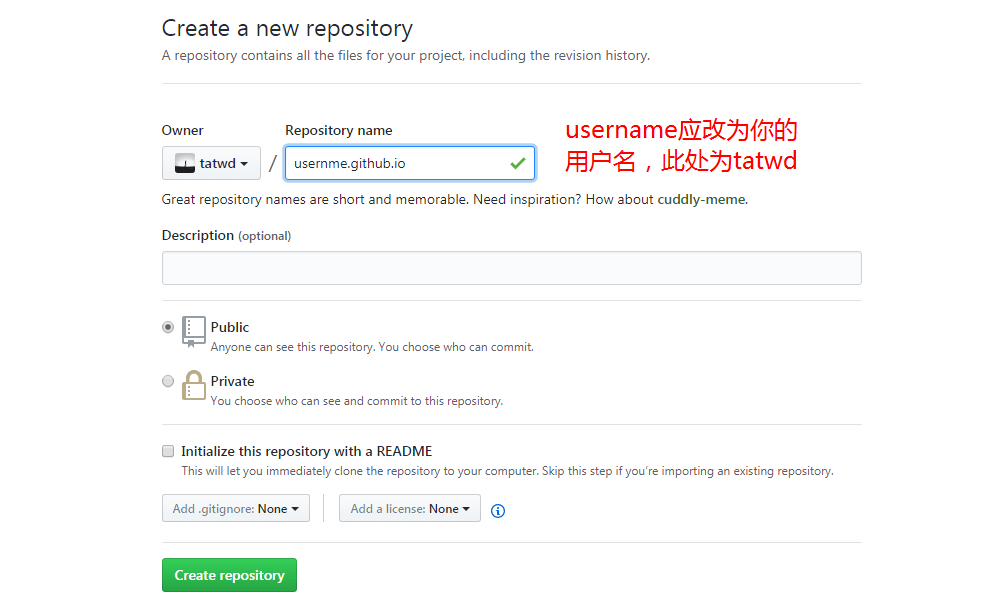 Create a new repository
A repository contains all the files for your project, including the revision history.
Owner
Repository name
tatwd / usernme.github.io
username应改为你的
用户名，此处为tatwd
Great repository names are short and memorable. Need inspiration? How about cuddly-meme.
Description (optional)
Public
Anyone can see this repository. You choose who can commit.
Private
You choose who can see and commit to this repository.
Initialize this repository with a README
This will let you immediately clone the repository to your computer. Skip this step if you’re importing an existing repository.
Add .gitignore: None
Add a license: None
Create repository